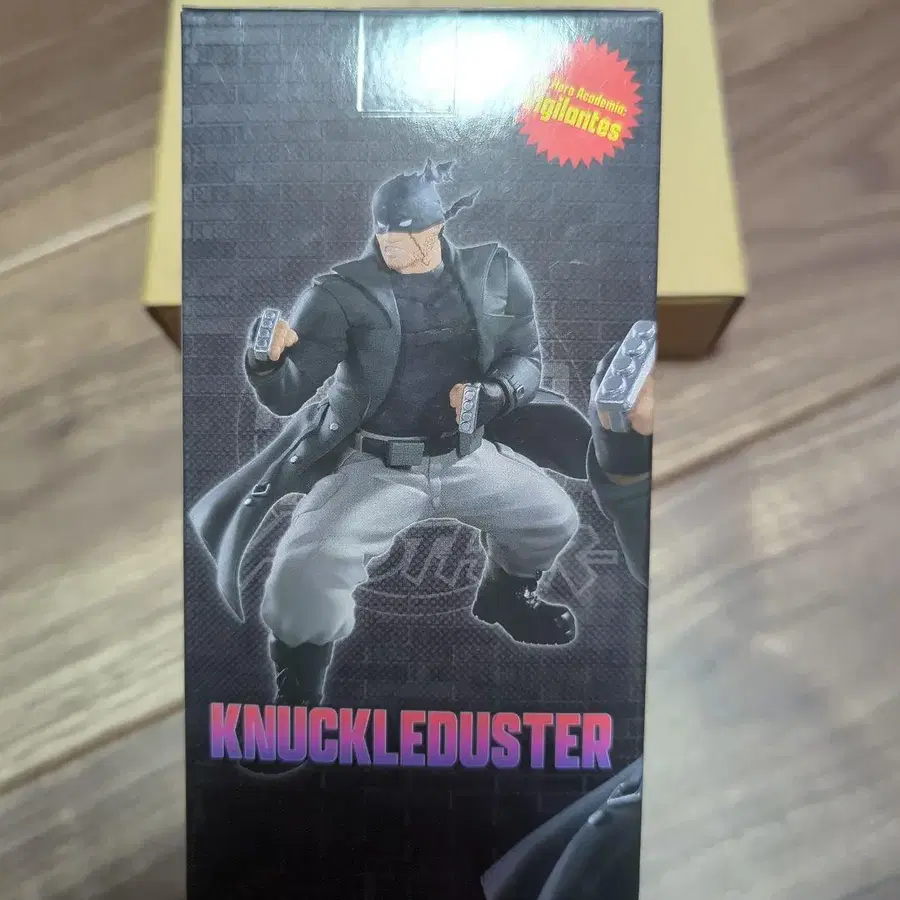 Hero Academia:
Vigilantes
KNUCKLEDUSTER